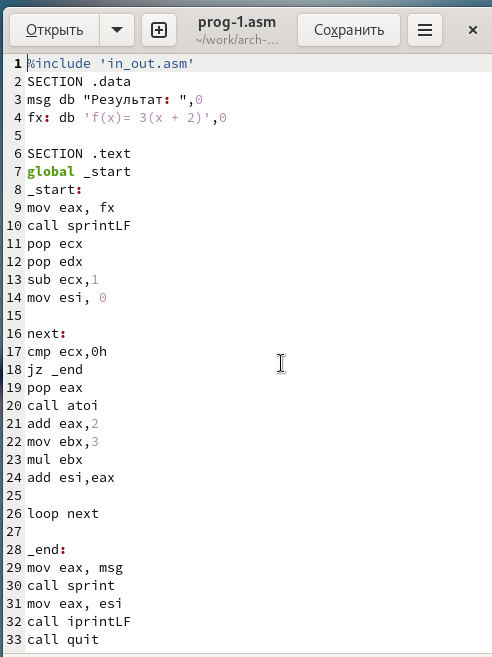 Открыть
prog-1.asm
~/work/arch-...
Сохранить
1 %include 'in_out.asm'
2 SECTION .data
3 msg db "Результат: ",0
4 fx: db 'f(x)= 3(x + 2)',0
5
6 SECTION .text
7 global _start
8 _start:
9 mov eax, fx
10 call sprintLF
11 pop ecx
12 pop edx
13 sub ecx,1
14 mov esi, 0
15
16 next:
17 cmp ecx,0h
18 jz _end
19 pop eax
20 call atoi
21 add eax,2
22 mov ebx,3
23 mul ebx
24 add esi,eax
25
26 loop next
27
28 _end:
29 mov eax, msg
30 call sprint
31 mov eax, esi
32 call iprintLF
33 call quit